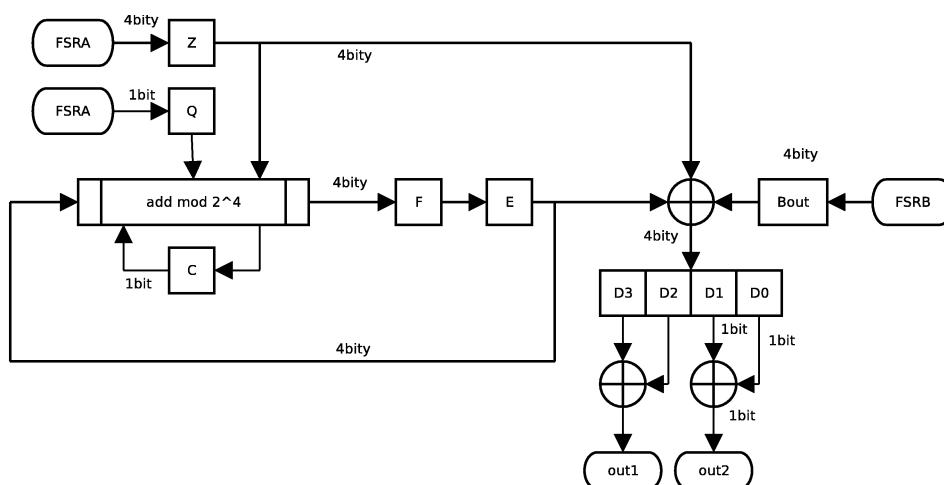 4bity
FSRA
Z
4bity
1bit
FSRA
Q
4bity
4bity
add mod 2^4
F
E
Bout
FSRB
4bity
C
1bit
D3
D2
D1
D0
1bit
1bit
4bity
1bit
out1
out2